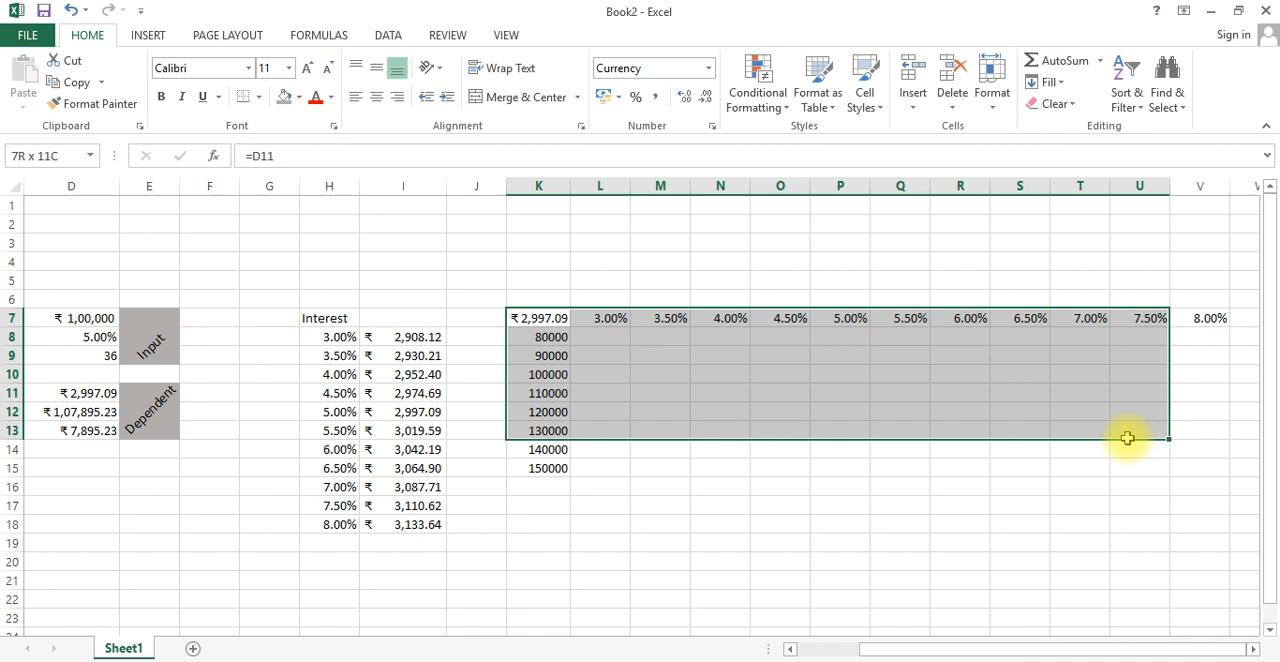 Book2 - Excel
?
FILE HOME INSERT PAGE LAYOUT FORMULAS DATA REVIEW VIEW Sign in
Paste
Cut
Copy
Format Painter
Clipboard
Calibri 11
B I U
Font
Wrap Text
Merge & Center
Alignment
Currency
%
Number
Conditional Formatting
Format as Table
Cell Styles
Styles
Insert Delete Format
Cells
AutoSum
Fill
Clear
Sort & Filter
Find & Select
Editing
7R x 11C fx =D11
D E F G H I J K L M N O P Q R S T U V
1
2
3
4
5
6
7 ₹ 1,00,000 Interest ₹ 2,997.09 3.00% 3.50% 4.00% 4.50% 5.00% 5.50% 6.00% 6.50% 7.00% 7.50% 8.00%
8 5.00% Input 3.00% ₹ 2,908.12 80000
9 36 3.50% ₹ 2,930.21 90000
10 4.00% ₹ 2,952.40 100000
11 ₹ 2,997.09 Dependent 4.50% ₹ 2,974.69 110000
12 ₹ 1,07,895.23 5.00% ₹ 2,997.09 120000
13 ₹ 7,895.23 5.50% ₹ 3,019.59 130000
14 6.00% ₹ 3,042.19 140000
15 6.50% ₹ 3,064.90 150000
16 7.00% ₹ 3,087.71
17 7.50% ₹ 3,110.62
18 8.00% ₹ 3,133.64
19
20
21
22
23
Sheet1